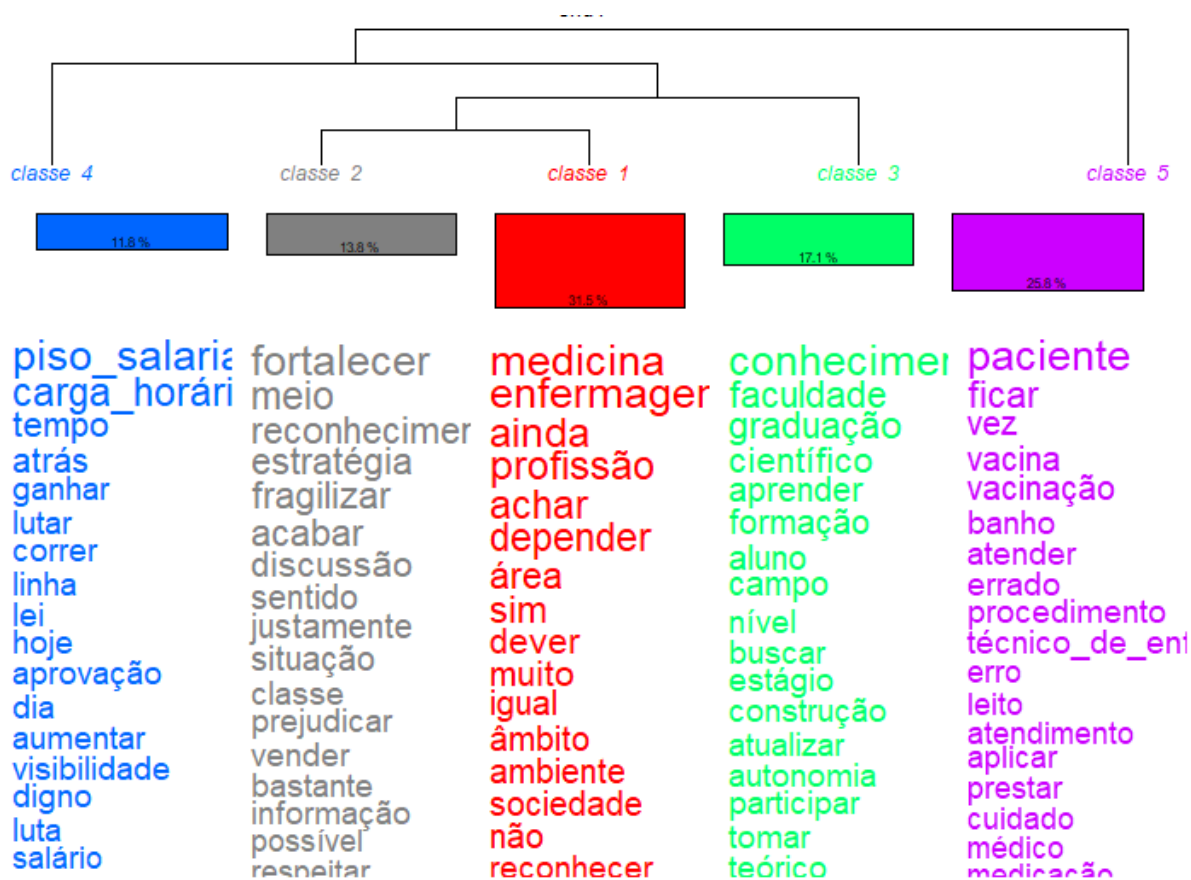 classe 4
classe 2
classe 1
classe 3
classe 5
11.8 %
13.8 %
31.5 %
17.1 %
25.8 %
piso_salaria
carga_horári
tempo
atrás
ganhar
lutar
correr
linha
lei
hoje
aprovação
dia
aumentar
visibilidade
digno
luta
salário
fortalecer
meio
reconhecimer
estratégia
fragilizar
acabar
discussão
sentido
justamente
situação
classe
prejudicar
vender
bastante
informação
possível
respeitar
medicina
enfermager
ainda
profissão
achar
depender
área
sim
dever
muito
igual
âmbito
ambiente
sociedade
não
reconhecer
conhecimer
faculdade
graduação
científico
aprender
formação
aluno
campo
nível
buscar
estágio
construção
atualizar
autonomia
participar
tomar
teórico
paciente
ficar
vez
vacina
vacinação
banho
atender
errado
procedimento
técnico_de_enf
erro
leito
atendimento
aplicar
prestar
cuidado
médico
medicação